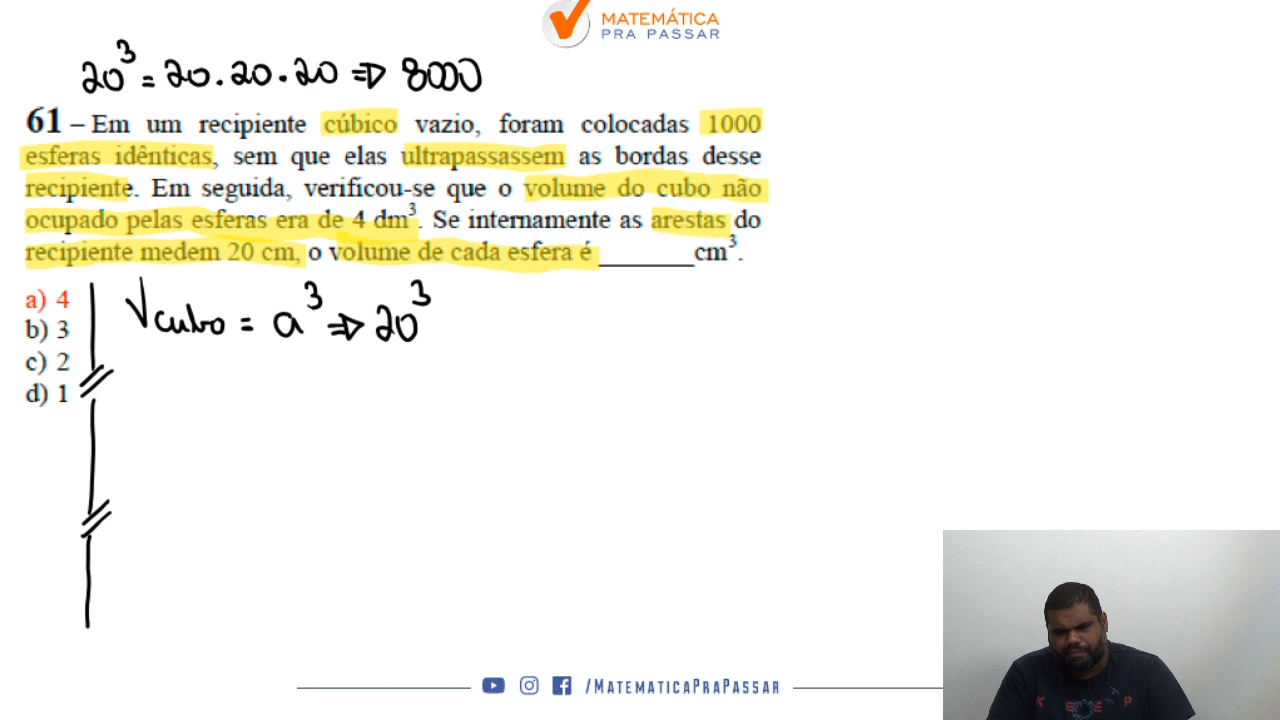 MATEMÁTICA
PRA PASSAR
20³ = 20 . 20 . 20 ⇒ 8000
61 – Em um recipiente cúbico vazio, foram colocadas 1000
esferas idênticas, sem que elas ultrapassassem as bordas desse
recipiente. Em seguida, verificou-se que o volume do cubo não
ocupado pelas esferas era de 4 dm³. Se internamente as arestas do
recipiente medem 20 cm, o volume de cada esfera é ________cm³.
a) 4
b) 3
c) 2
d) 1
Vcubo = a³ ⇒ 20³
/MATEMATICAPRAPASSAR